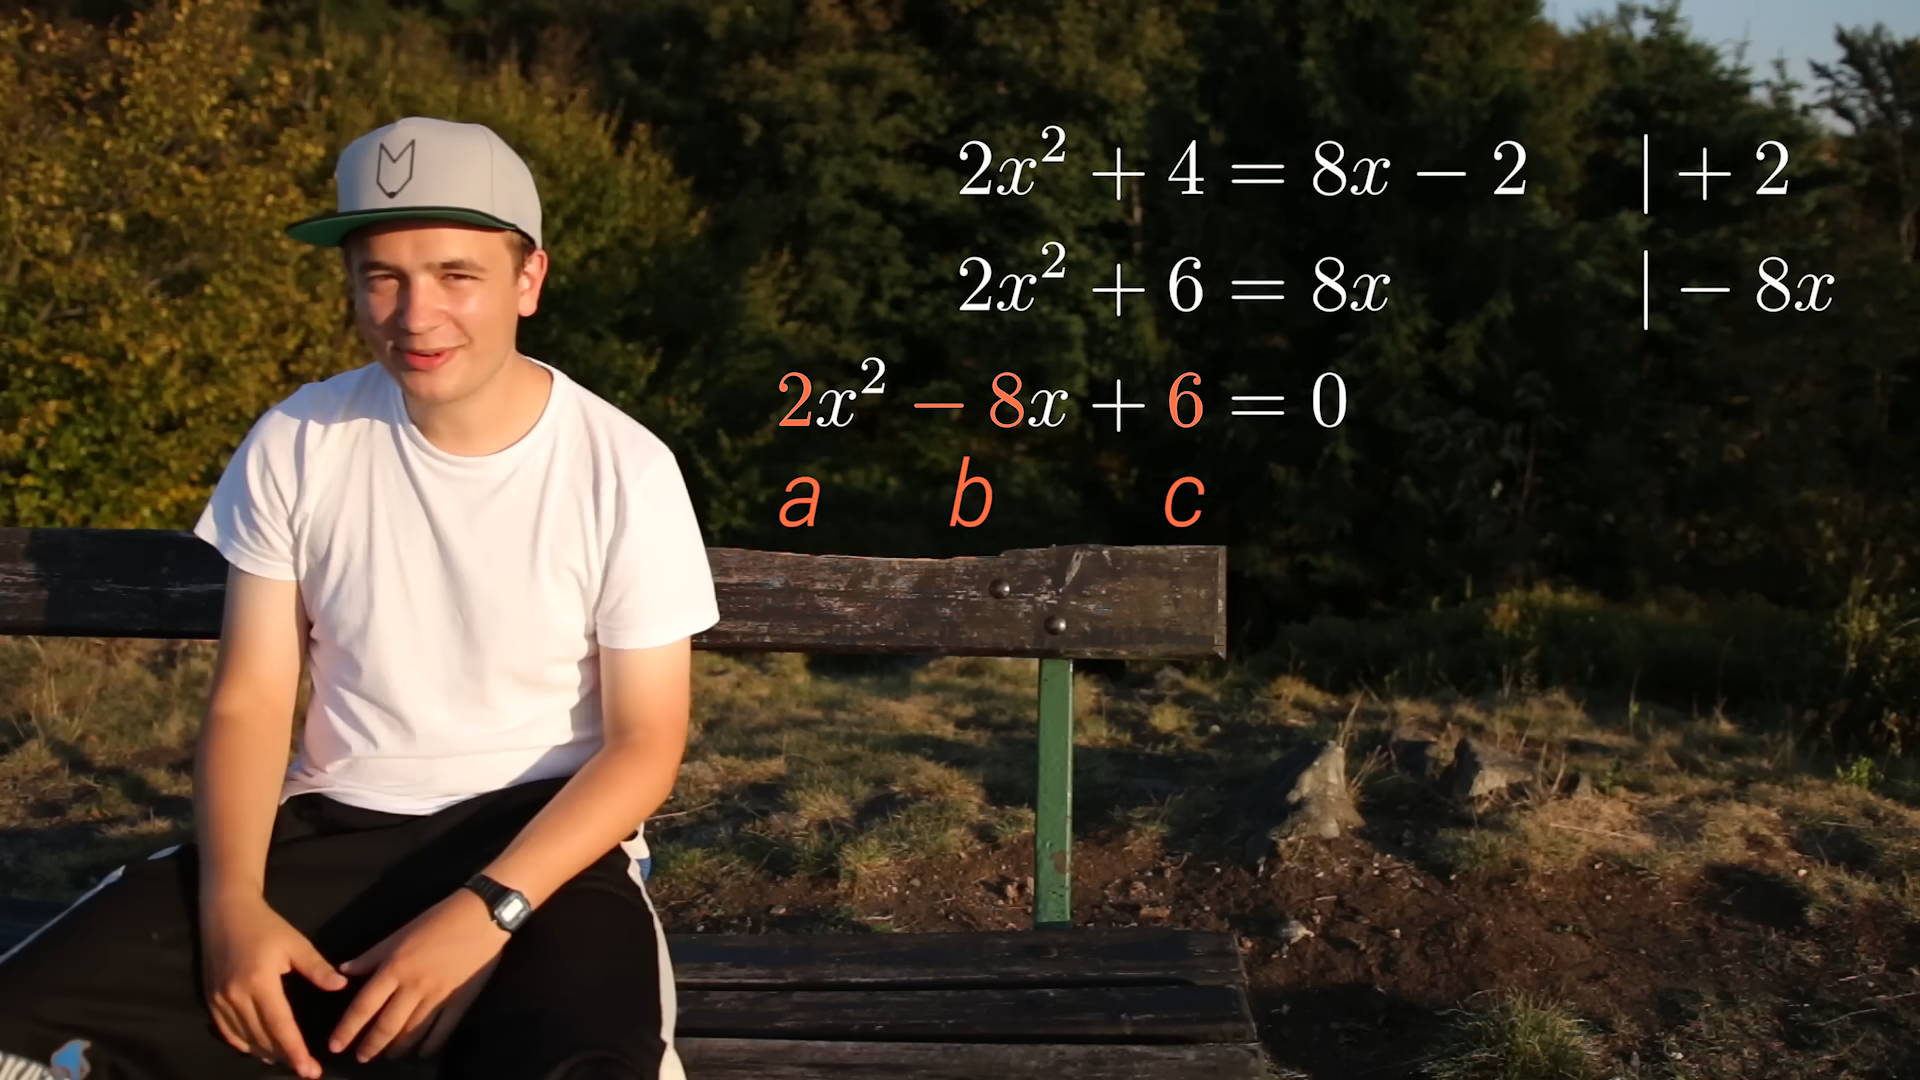 2x² + 4 = 8x − 2 | + 2
2x² + 6 = 8x | − 8x
2x² − 8x + 6 = 0
a b c